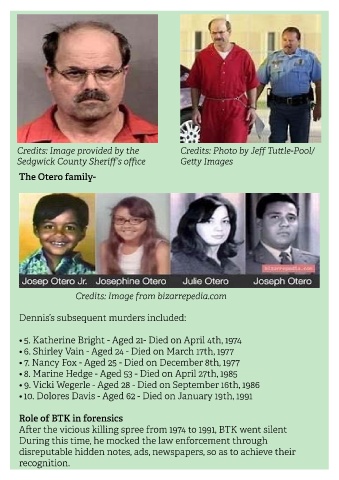 Credits: Image provided by the
Sedgwick County Sheriff's office
Credits: Photo by Jeff Tuttle-Pool/
Getty Images
The Otero family-
Josep Otero Jr. Josephine Otero Julie Otero Joseph Otero
bizarrepedia.com
Credits: Image from bizarrepedia.com
Dennis's subsequent murders included:
• 5. Katherine Bright - Aged 21- Died on April 4th, 1974
• 6. Shirley Vain - Aged 24 - Died on March 17th, 1977
• 7. Nancy Fox - Aged 25 - Died on December 8th, 1977
• 8. Marine Hedge - Aged 53 - Died on April 27th, 1985
• 9. Vicki Wegerle - Aged 28 - Died on September 16th, 1986
• 10. Dolores Davis - Aged 62 - Died on January 19th, 1991
Role of BTK in forensics
After the vicious killing spree from 1974 to 1991, BTK went silent
During this time, he mocked the law enforcement through
disreputable hidden notes, ads, newspapers, so as to achieve their
recognition.